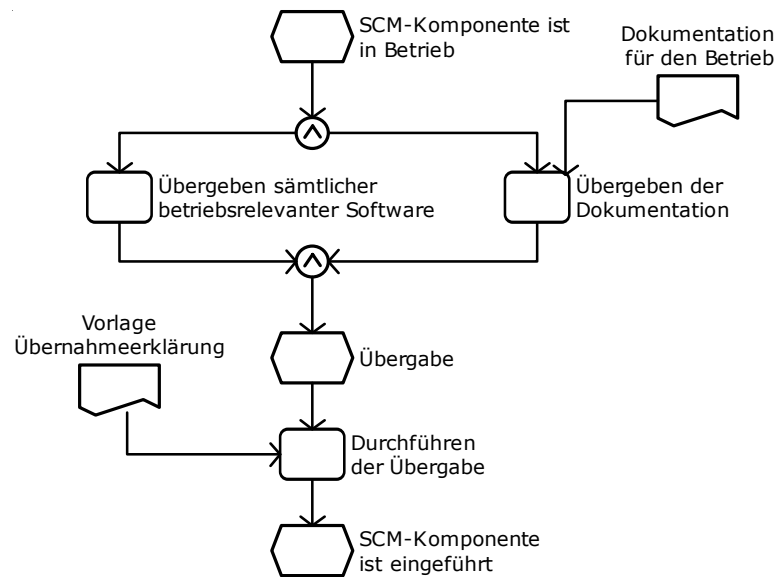 SCM-Komponente ist
in Betrieb
Dokumentation
für den Betrieb
Übergeben sämtlicher
betriebsrelevanter Software
Übergeben der
Dokumentation
Vorlage
Übernahmeerklärung
Übergabe
Durchführen
der Übergabe
SCM-Komponente
ist eingeführt